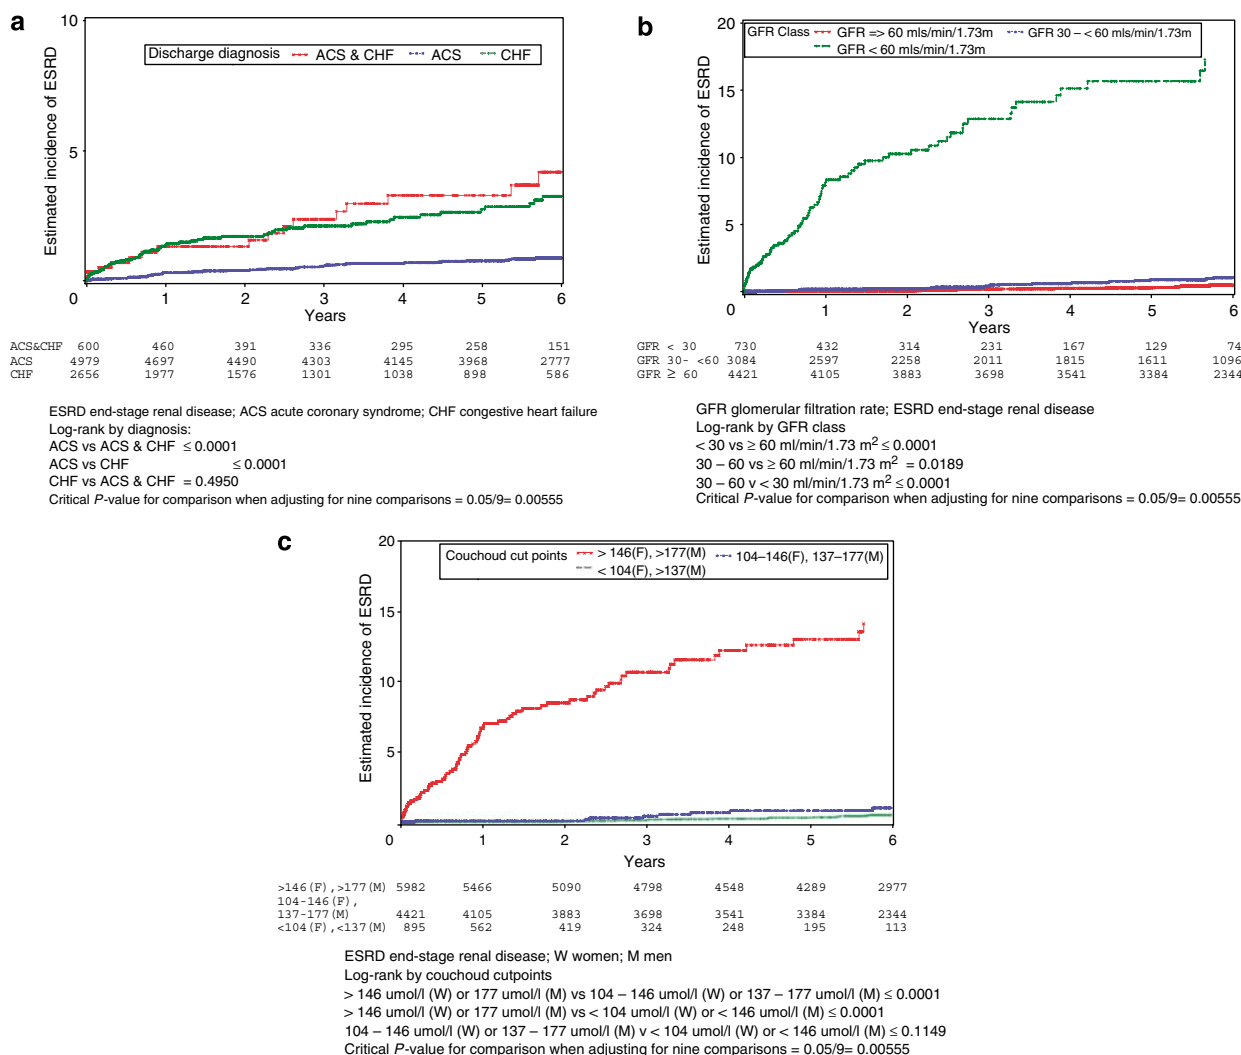 a
10
5
0
Estimated incidence of ESRD
Discharge diagnosis ACS & CHF ACS CHF
1 2 3 4 5 6
Years
ACS&CHF 600 460 391 336 295 258 151
ACS 4979 4697 4490 4303 4145 3968 2777
CHF 2656 1977 1576 1301 1038 898 586
ESRD end-stage renal disease; ACS acute coronary syndrome; CHF congestive heart failure
Log-rank by diagnosis:
ACS vs ACS & CHF ≤ 0.0001
ACS vs CHF ≤ 0.0001
CHF vs ACS & CHF = 0.4950
Critical P-value for comparison when adjusting for nine comparisons = 0.05/9= 0.00555
b
20
15
10
5
0
Estimated incidence of ESRD
GFR Class GFR => 60 mls/min/1.73m GFR 30 – < 60 mls/min/1.73m
GFR < 60 mls/min/1.73m
1 2 3 4 5 6
Years
GFR < 30 730 432 314 231 167 129 74
GFR 30- <60 3084 2597 2258 2011 1815 1611 1096
GFR ≥ 60 4421 4105 3883 3698 3541 3384 2344
GFR glomerular filtration rate; ESRD end-stage renal disease
Log-rank by GFR class
< 30 vs ≥ 60 ml/min/1.73 m² ≤ 0.0001
30 – 60 vs ≥ 60 ml/min/1.73 m² = 0.0189
30 – 60 v < 30 ml/min/1.73 m² ≤ 0.0001
Critical P-value for comparison when adjusting for nine comparisons = 0.05/9= 0.00555
c
20
15
10
5
0
Estimated incidence of ESRD
Couchoud cut points > 146(F), >177(M) 104–146(F), 137–177(M)
< 104(F), >137(M)
1 2 3 4 5 6
Years
>146(F),>177(M) 5982 5466 5090 4798 4548 4289 2977
104-146(F),
137-177(M) 4421 4105 3883 3698 3541 3384 2344
<104(F),<137(M) 895 562 419 324 248 195 113
ESRD end-stage renal disease; W women; M men
Log-rank by couchoud cutpoints
> 146 umol/l (W) or 177 umol/l (M) vs 104 – 146 umol/l (W) or 137 – 177 umol/l (M) ≤ 0.0001
> 146 umol/l (W) or 177 umol/l (M) vs < 104 umol/l (W) or < 146 umol/l (M) ≤ 0.0001
104 – 146 umol/l (W) or 137 – 177 umol/l (M) v < 104 umol/l (W) or < 146 umol/l (M) ≤ 0.1149
Critical P-value for comparison when adjusting for nine comparisons = 0.05/9= 0.00555